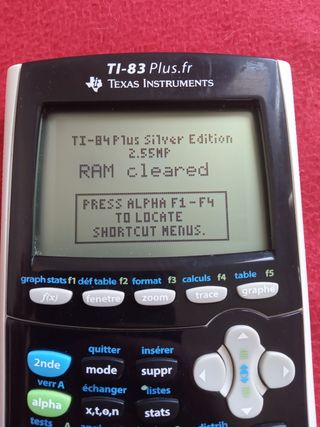 TI-83 Plus.fr
TEXAS INSTRUMENTS
TI-84 Plus Silver Edition
2.55MP
RAM cleared
PRESS ALPHA F1-F4
TO LOCATE
SHORTCUT MENUS.
graph stats f1 déf table f2 format f3 calculs f4 table f5
f(x) fenêtre zoom trace graphe
quitter insérer
2nde mode suppr
verr A échanger listes
alpha x,t,θ,n stats
tests distrib